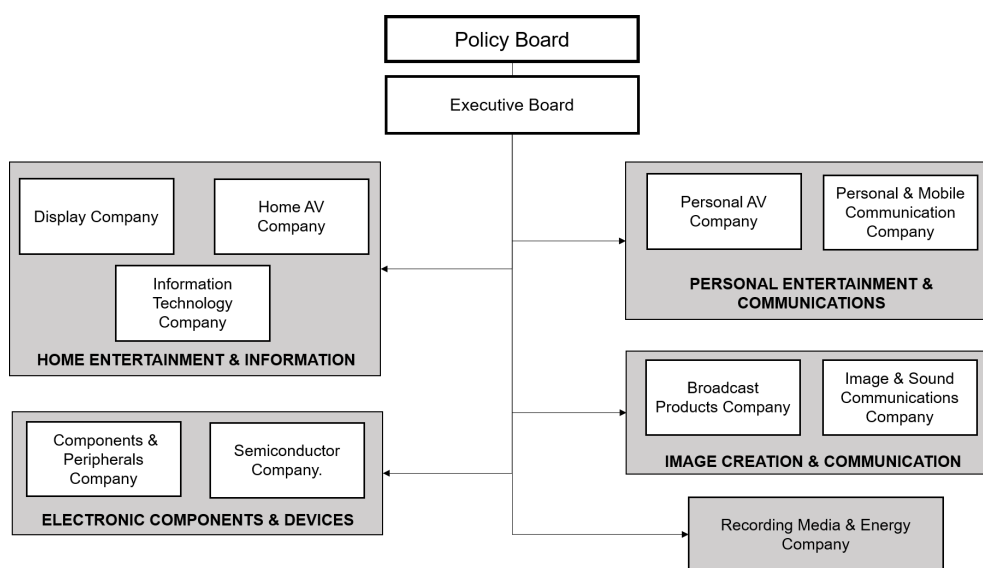 Policy Board
Executive Board
Display Company
Home AV
Company
Information
Technology
Company
HOME ENTERTAINMENT & INFORMATION
Personal AV
Company
Personal & Mobile
Communication
Company
PERSONAL ENTERTAINMENT &
COMMUNICATIONS
Components &
Peripherals
Company
Semiconductor
Company.
ELECTRONIC COMPONENTS & DEVICES
Broadcast
Products Company
Image & Sound
Communications
Company
IMAGE CREATION & COMMUNICATION
Recording Media & Energy
Company